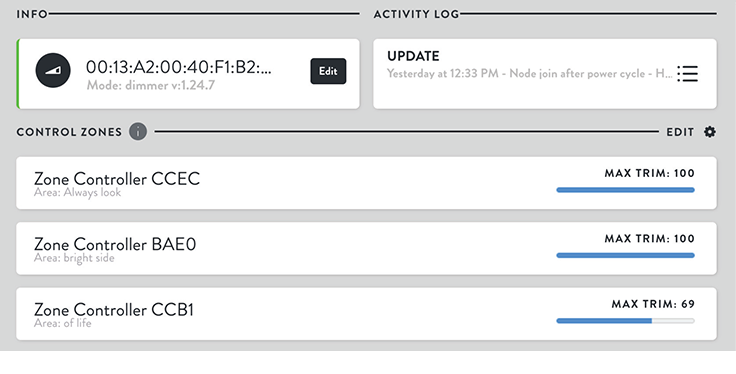 INFO
ACTIVITY LOG
00:13:A2:00:40:F1:B2:...
Mode: dimmer v:1.24.7
Edit
UPDATE
Yesterday at 12:33 PM - Node join after power cycle - H...
CONTROL ZONES i
EDIT
Zone Controller CCEC
Area: Always look
MAX TRIM: 100
Zone Controller BAE0
Area: bright side
MAX TRIM: 100
Zone Controller CCB1
Area: of life
MAX TRIM: 69